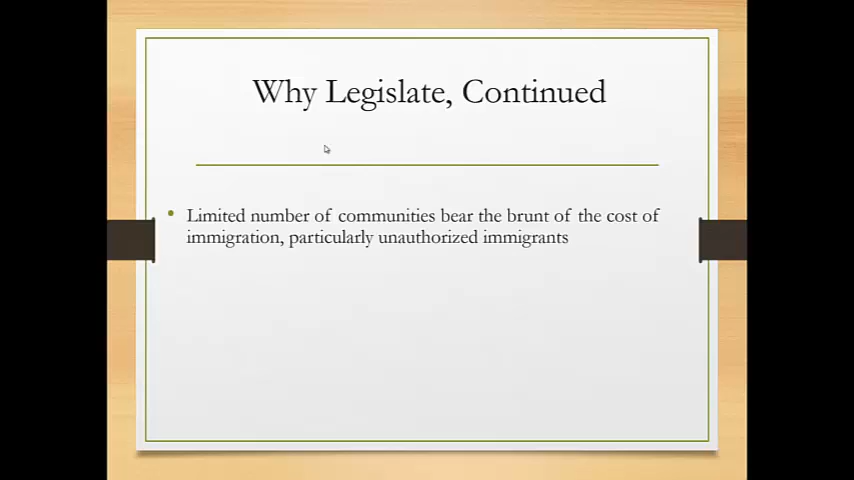 Why Legislate, Continued
• Limited number of communities bear the brunt of the cost of
immigration, particularly unauthorized immigrants